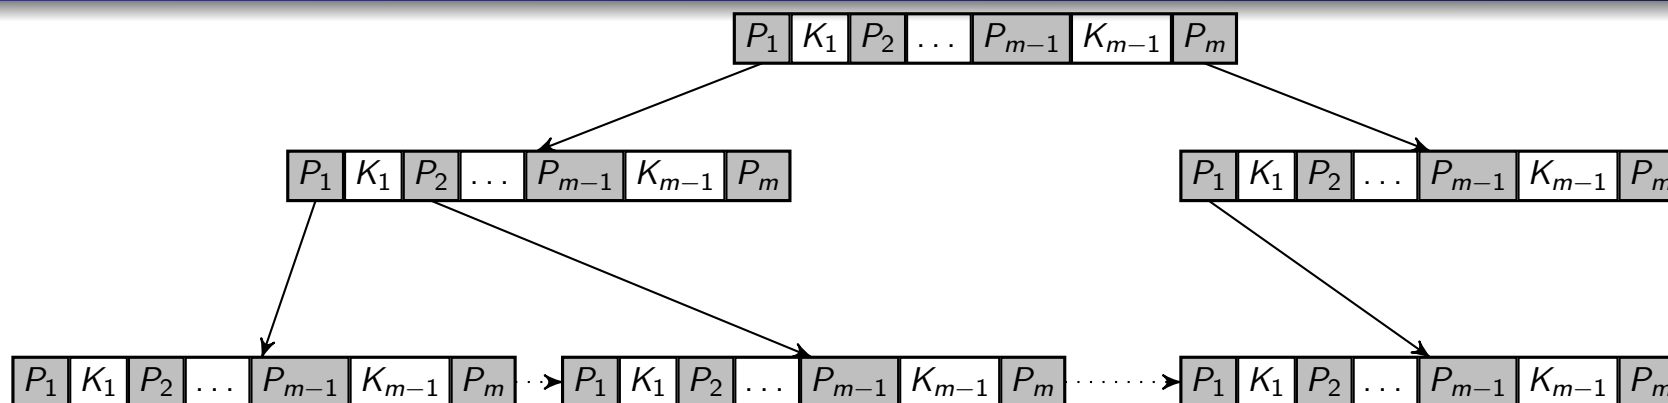 P₁ K₁ P₂ ... Pₘ₋₁ Kₘ₋₁ Pₘ
P₁ K₁ P₂ ... Pₘ₋₁ Kₘ₋₁ Pₘ
P₁ K₁ P₂ ... Pₘ₋₁ Kₘ₋₁ Pₘ
P₁ K₁ P₂ ... Pₘ₋₁ Kₘ₋₁ Pₘ
P₁ K₁ P₂ ... Pₘ₋₁ Kₘ₋₁ Pₘ
P₁ K₁ P₂ ... Pₘ₋₁ Kₘ₋₁ Pₘ